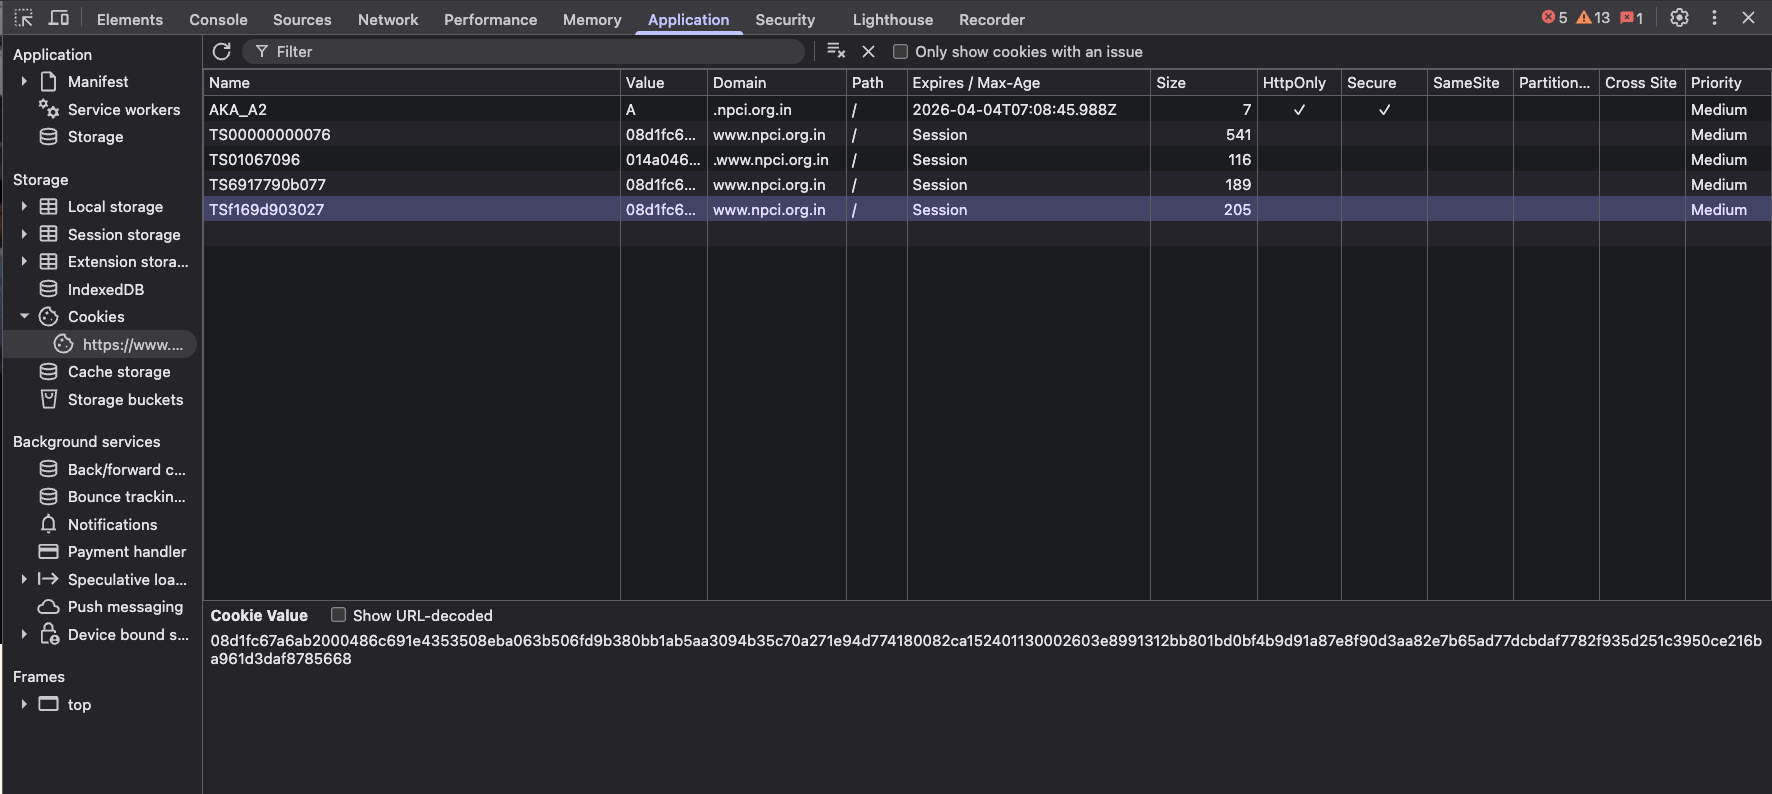 Elements Console Sources Network Performance Memory Application Security Lighthouse Recorder 5 13 1
Application
Manifest
Service workers
Storage
Storage
Local storage
Session storage
Extension stora...
IndexedDB
Cookies
https://www....
Cache storage
Storage buckets
Background services
Back/forward c...
Bounce trackin...
Notifications
Payment handler
Speculative loa...
Push messaging
Device bound s...
Frames
top
Filter Only show cookies with an issue
Name Value Domain Path Expires / Max-Age Size HttpOnly Secure SameSite Partition... Cross Site Priority
AKA_A2 A .npci.org.in / 2026-04-04T07:08:45.988Z 7 ✓ ✓ Medium
TS00000000076 08d1fc6... www.npci.org.in / Session 541 Medium
TS01067096 014a046... .www.npci.org.in / Session 116 Medium
TS6917790b077 08d1fc6... www.npci.org.in / Session 189 Medium
TSf169d903027 08d1fc6... www.npci.org.in / Session 205 Medium
Cookie Value Show URL-decoded
08d1fc67a6ab2000486c691e4353508eba063b506fd9b380bb1ab5aa3094b35c70a271e94d774180082ca152401130002603e8991312bb801bd0bf4b9d91a87e8f90d3aa82e7b65ad77dcbdaf7782f935d251c3950ce216b
a961d3daf8785668